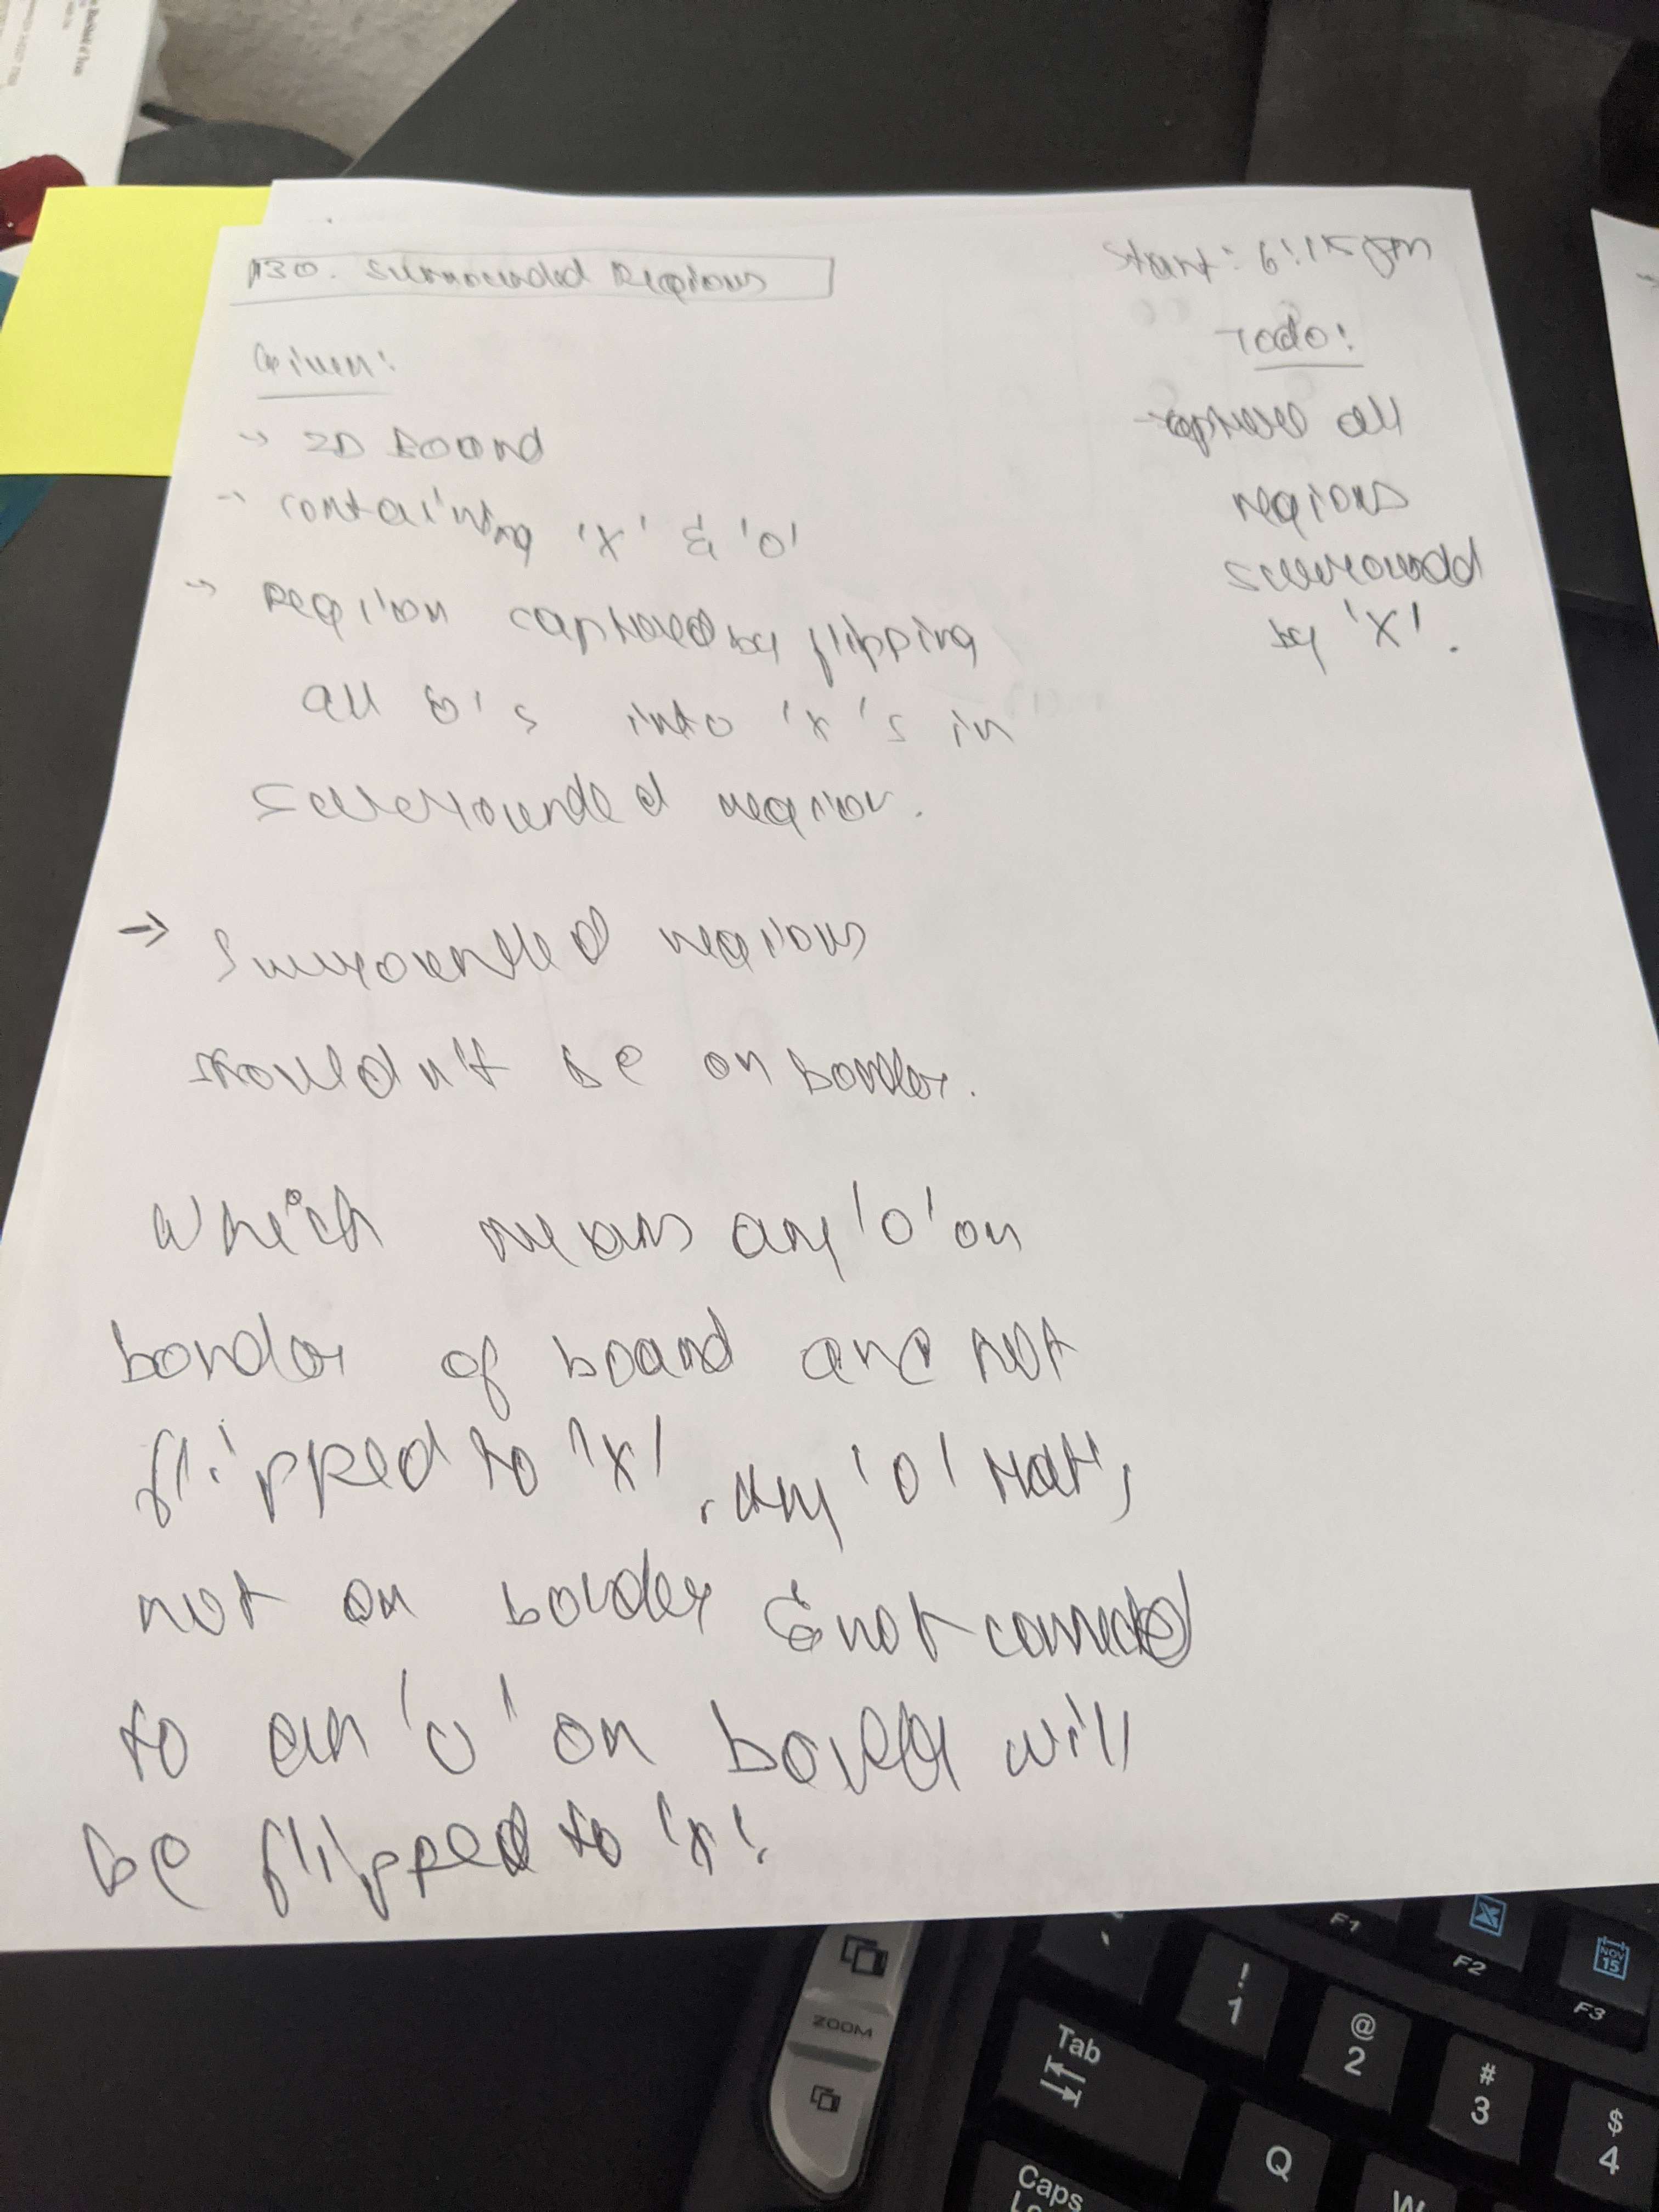 130. Surrounded Regions
Start: 6:15 pm
Given:
Todo:
→ 2D Board
→ containing 'X' & 'O'
→ Region captured by flipping
all O's into 'X's in
surrounded region.
capture all
regions
surrounded
by 'X'.
→ Surrounded regions
shouldn't be on border.
which means any 'O' on
border of board are not
flipped to 'X'. Any 'O' that's
not on border & not connected
to an 'O' on border will
be flipped to 'X'.
ZOOM
F1
F2
NOV
15
F3
!
1
@
2
#
3
$
4
Tab
Q
W
Caps